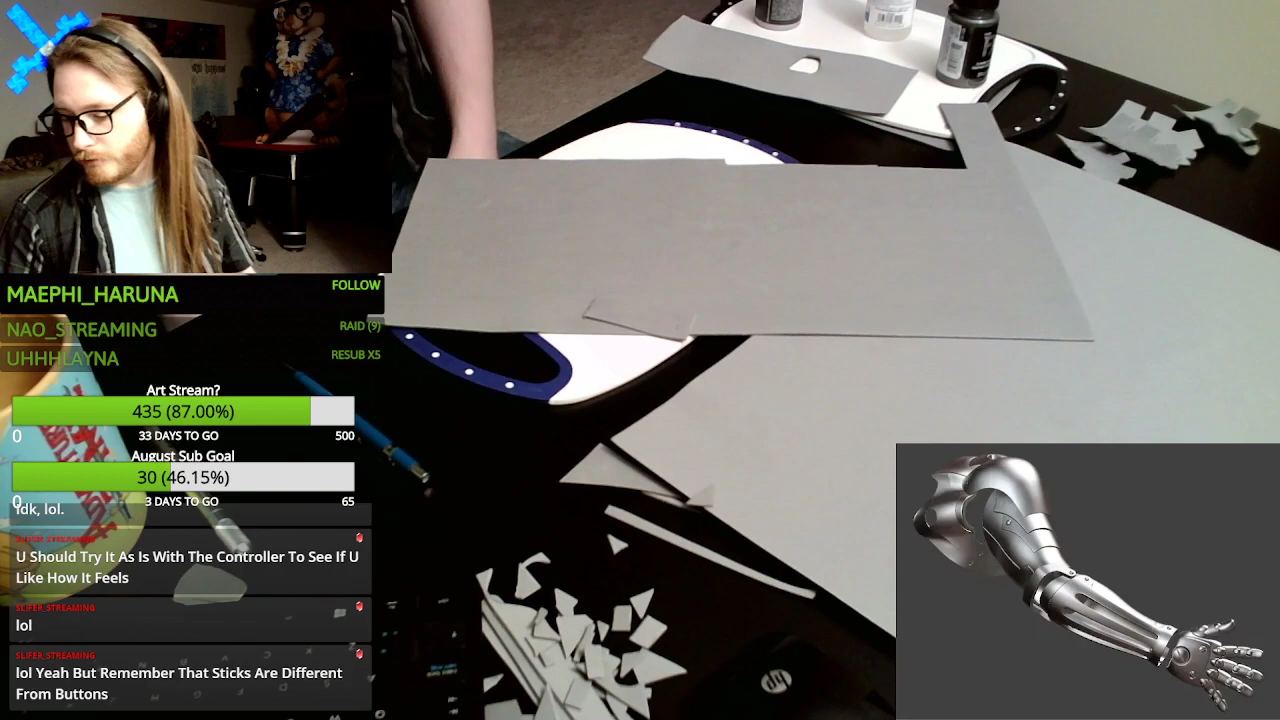 MAEPHI_HARUNA
FOLLOW
NAO_STREAMING
RAID (9)
UHHHLAYNA
RESUB X5
Art Stream?
435 (87.00%)
0
33 DAYS TO GO
500
August Sub Goal
30 (46.15%)
0
3 DAYS TO GO
65
Idk, lol.
SLIFER_STREAMING
U Should Try It As Is With The Controller To See If U
Like How It Feels
SLIFER_STREAMING
lol
SLIFER_STREAMING
lol Yeah But Remember That Sticks Are Different
From Buttons
hp